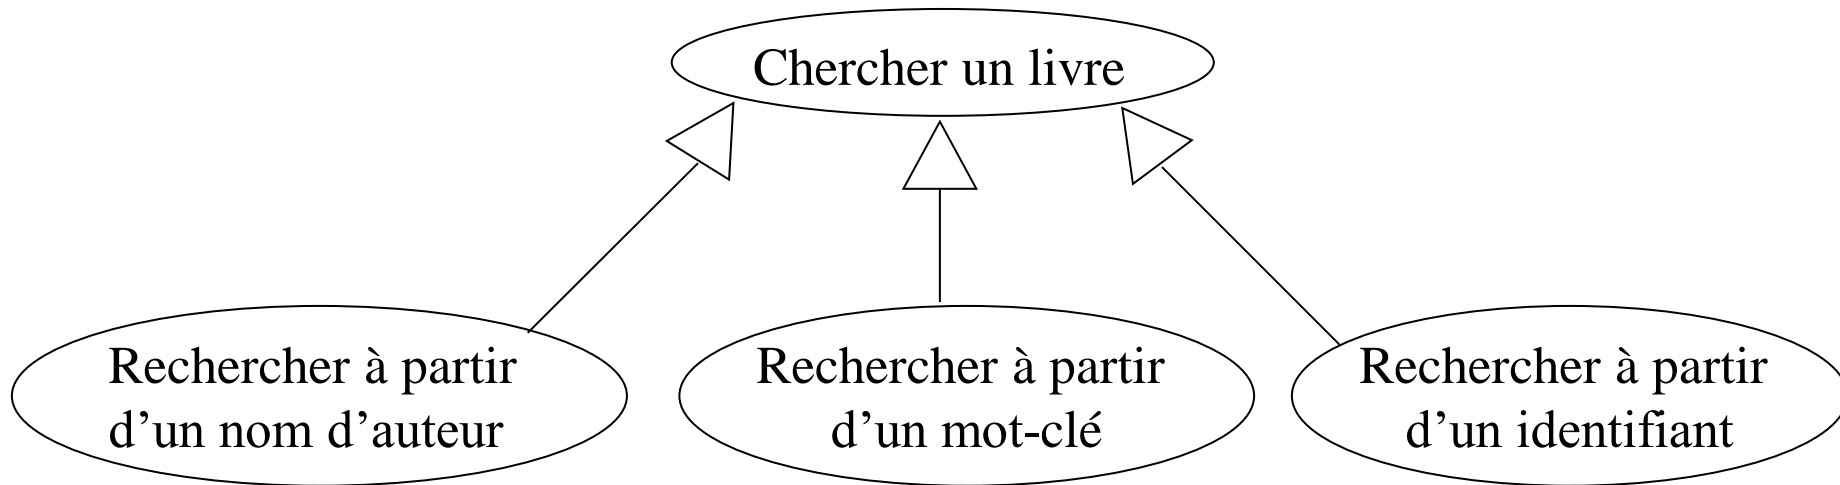 Chercher un livre
Rechercher à partir
d’un nom d’auteur
Rechercher à partir
d’un mot-clé
Rechercher à partir
d’un identifiant